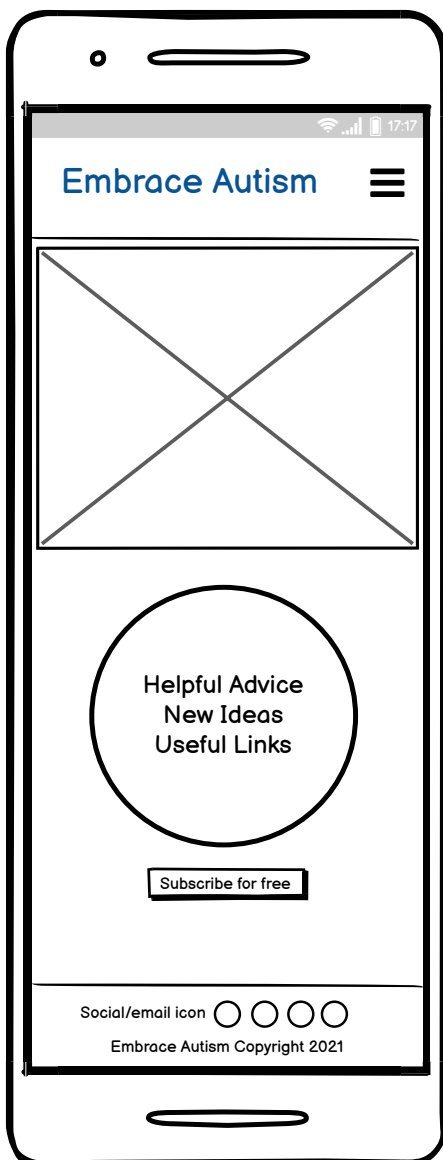 17:17
Embrace Autism
Helpful Advice
New Ideas
Useful Links
Subscribe for free
Social/email icon
Embrace Autism Copyright 2021